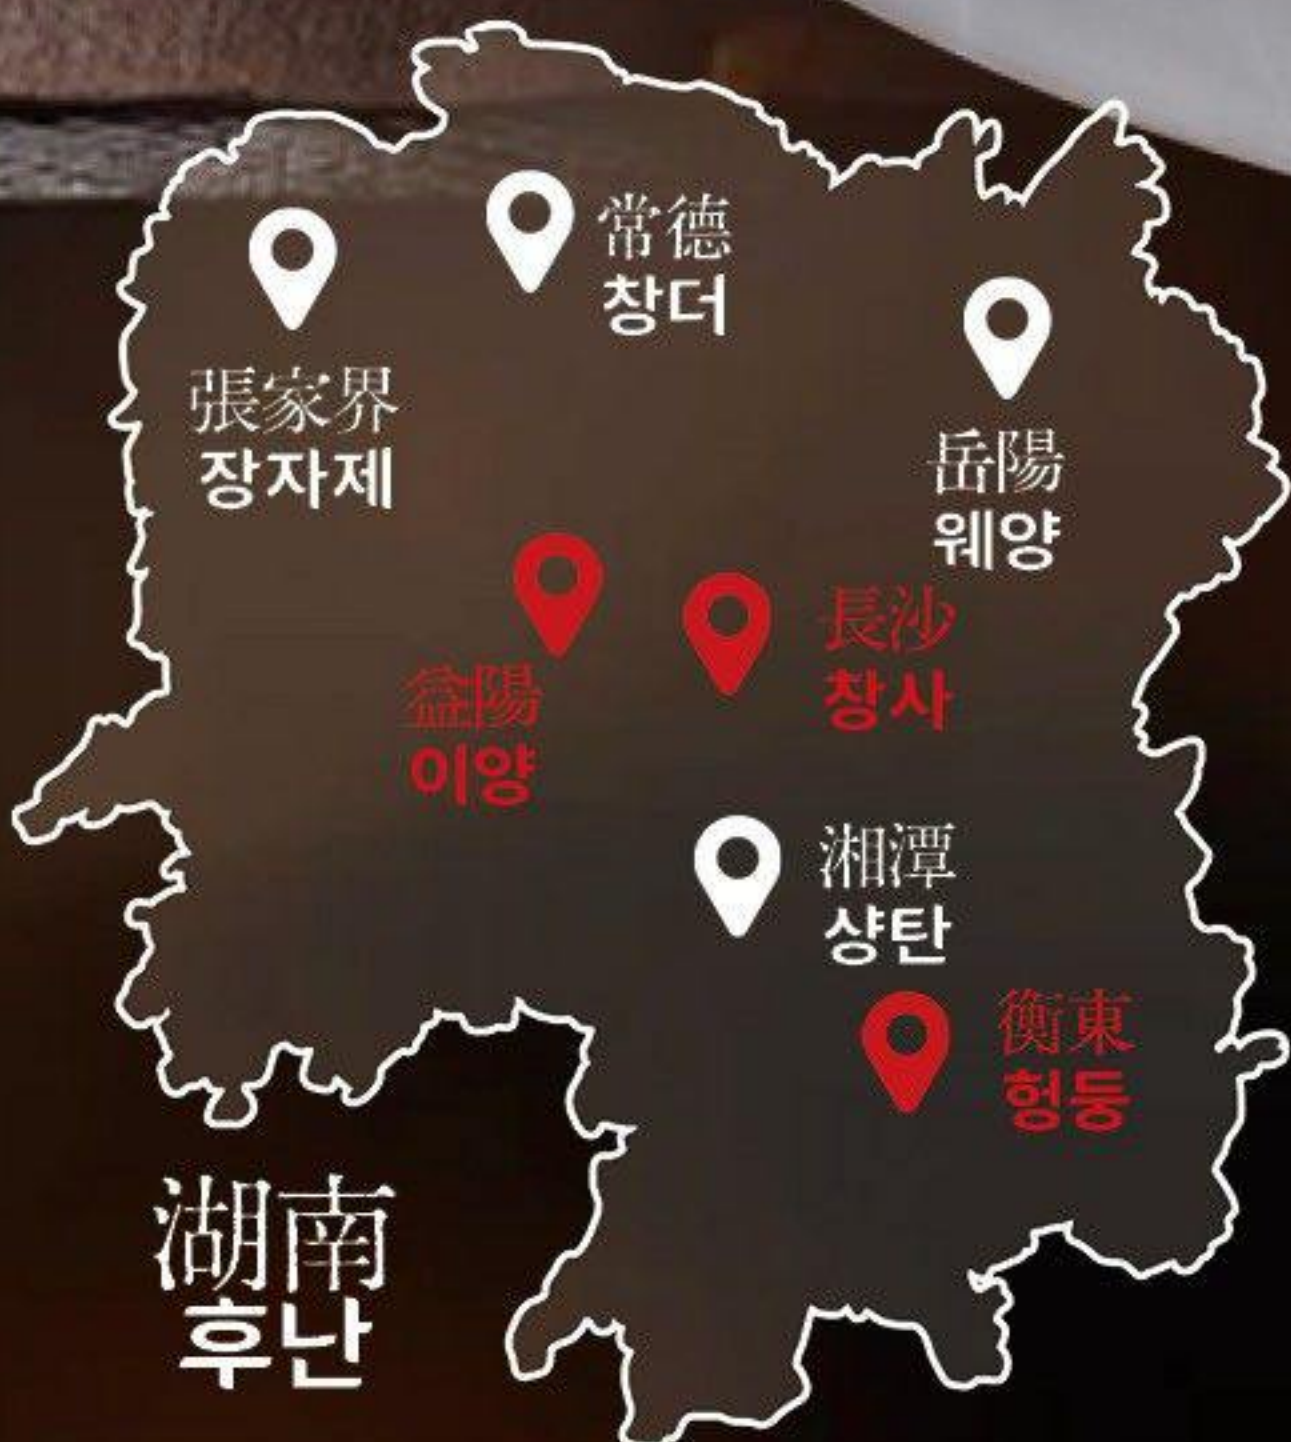 常德
창더
張家界
장자제
岳陽
웨양
益陽
이양
長沙
창사
湘潭
샹탄
衡東
헝둥
湖南
후난